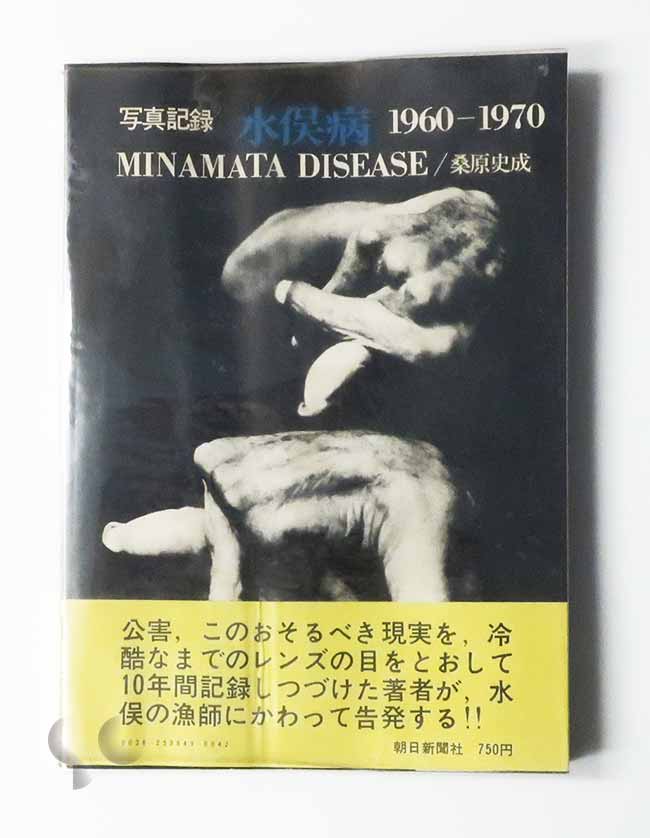 写真記録 水俣病 1960－1970
MINAMATA DISEASE / 桑原史成
公害，このおそるべき現実を，冷
酷なまでのレンズの目をとおして
10年間記録しつづけた著者が，水
俣の漁師にかわって告発する!!
朝日新聞社 750円